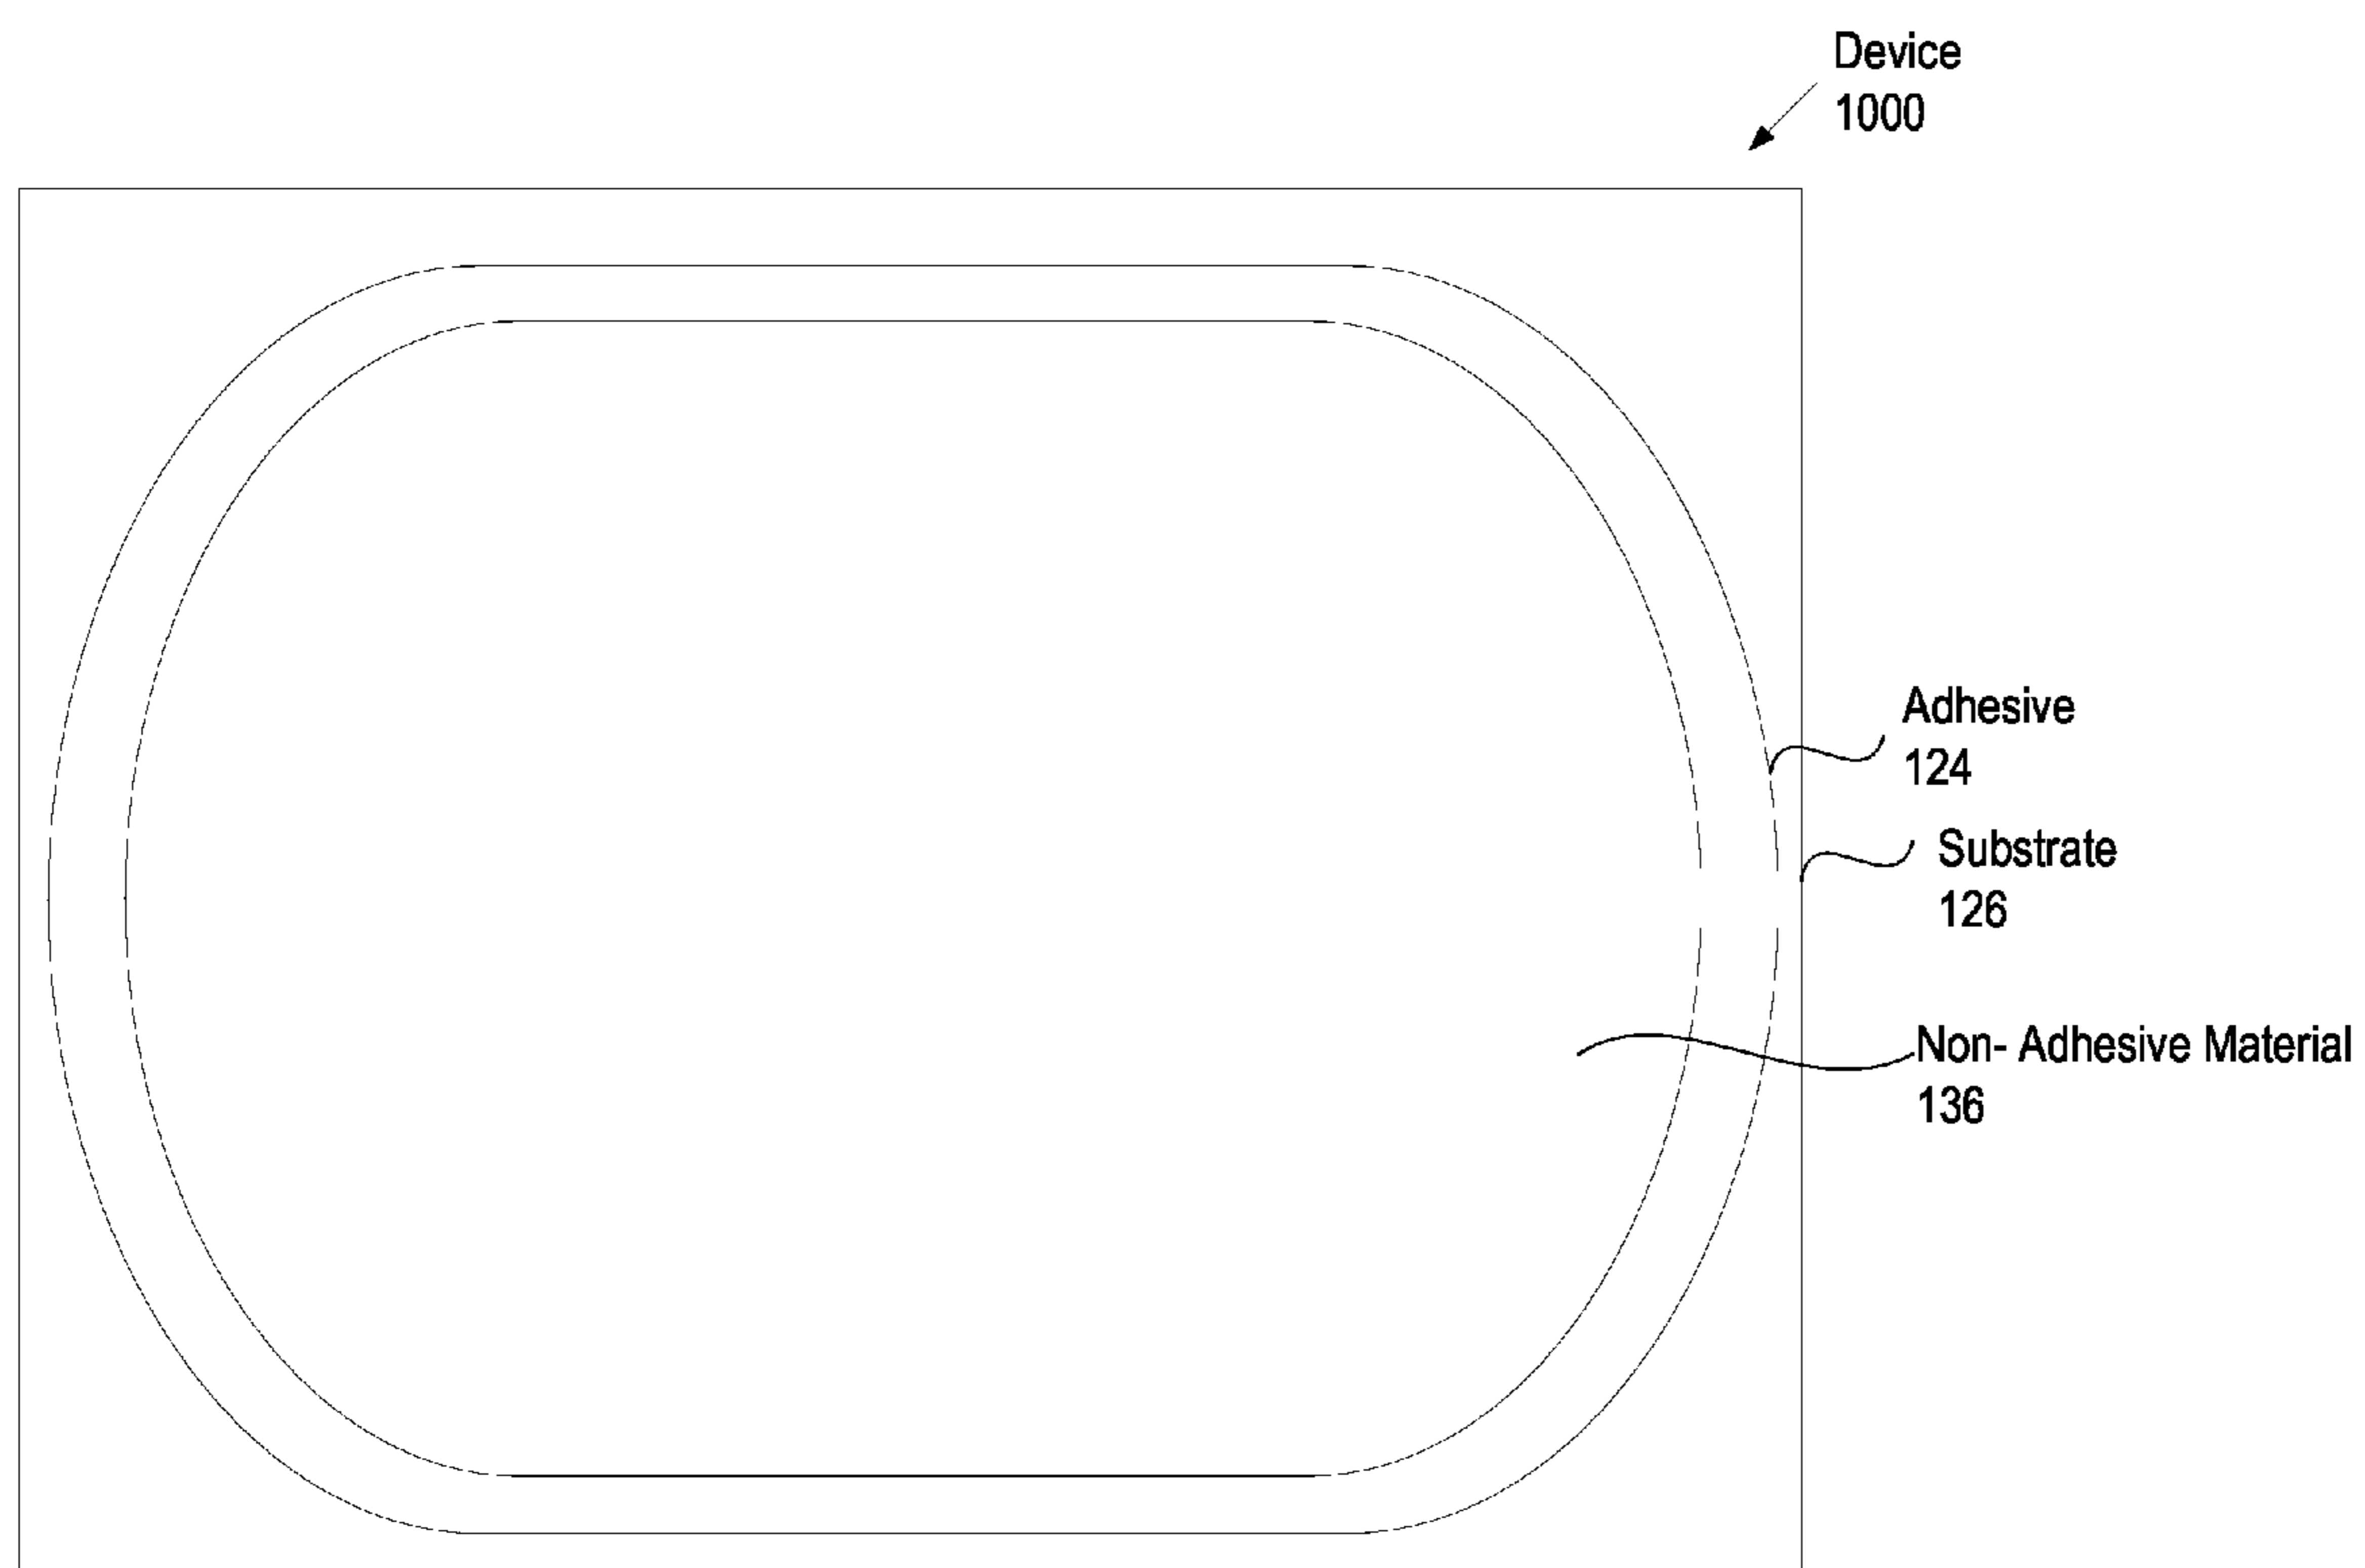 Device
1000
Adhesive
124
Substrate
126
Non- Adhesive Material
136